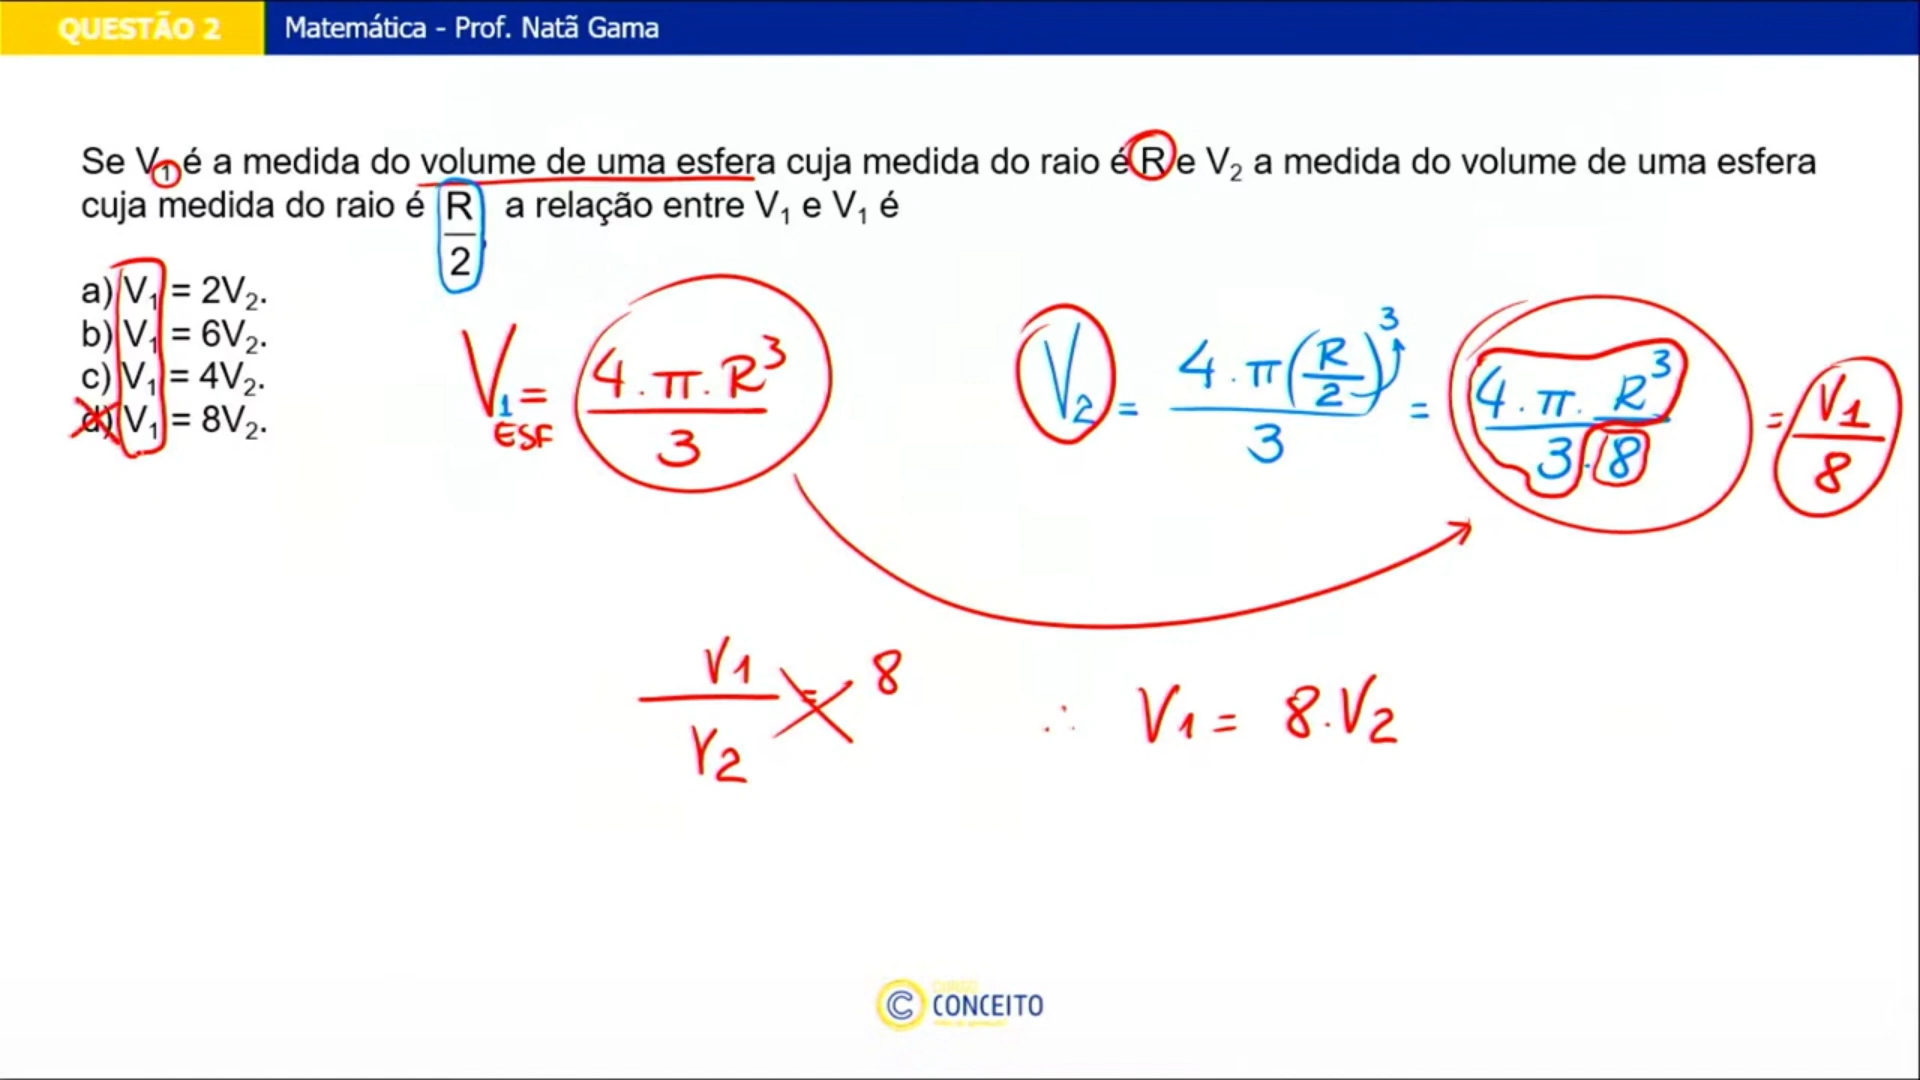 QUESTÃO 2
Matemática - Prof. Natã Gama
Se V₁ é a medida do volume de uma esfera cuja medida do raio é R e V₂ a medida do volume de uma esfera
cuja medida do raio é R/2, a relação entre V₁ e V₁ é
a) V₁ = 2V₂.
b) V₁ = 6V₂.
c) V₁ = 4V₂.
d) V₁ = 8V₂.
V₁ ESF = 4.π.R³/3
V₂ = 4.π(R/2)³/3 = 4.π.R³/3.8 = V1/8
V1/V2 = 8 ∴ V1 = 8.V2
CURSO
CONCEITO